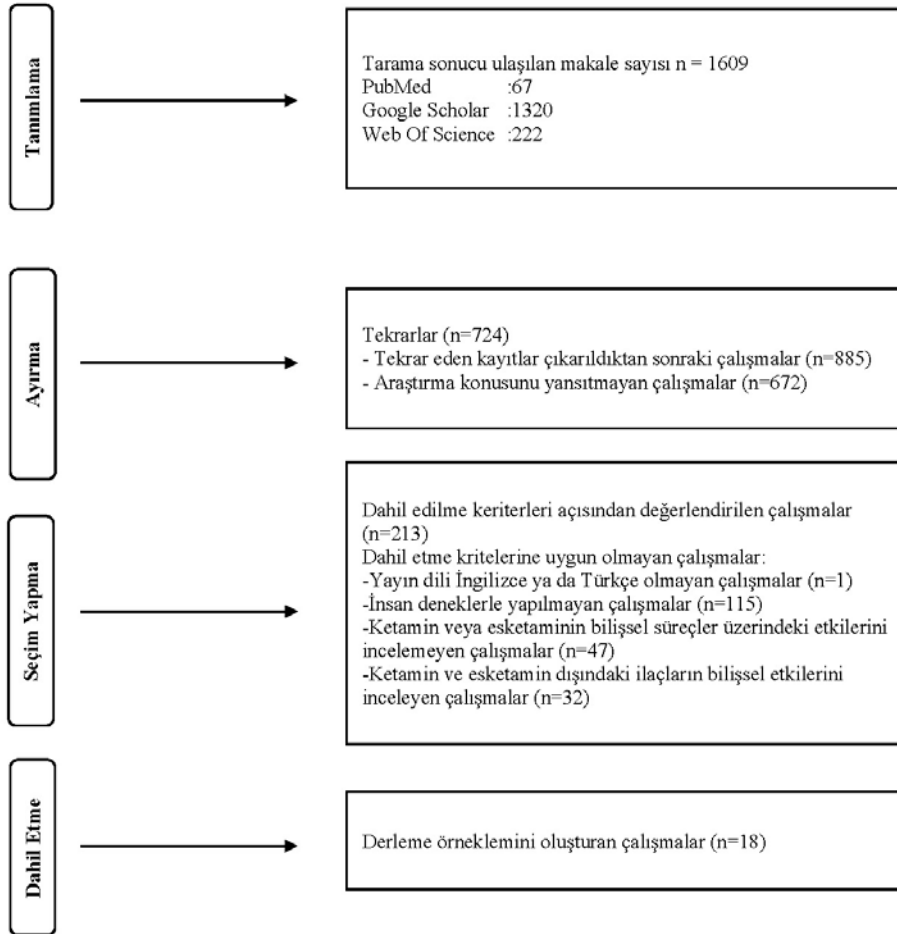 Tanımlama
Tarama sonucu ulaşılan makale sayısı n = 1609
PubMed :67
Google Scholar :1320
Web Of Science :222
Ayırma
Tekrarlar (n=724)
- Tekrar eden kayıtlar çıkarıldıktan sonraki çalışmalar (n=885)
- Araştırma konusunu yansıtmayan çalışmalar (n=672)
Seçim Yapma
Dahil edilme keriterleri açısından değerlendirilen çalışmalar
(n=213)
Dahil etme kritelerine uygun olmayan çalışmalar:
-Yayın dili İngilizce ya da Türkçe olmayan çalışmalar (n=1)
-İnsan deneklerle yapılmayan çalışmalar (n=115)
-Ketamin veya esketaminin bilişsel süreçler üzerindeki etkilerini
incelemeyen çalışmalar (n=47)
-Ketamin ve esketamin dışındaki ilaçların bilişsel etkilerini
inceleyen çalışmalar (n=32)
Dahil Etme
Derleme örneklemini oluşturan çalışmalar (n=18)